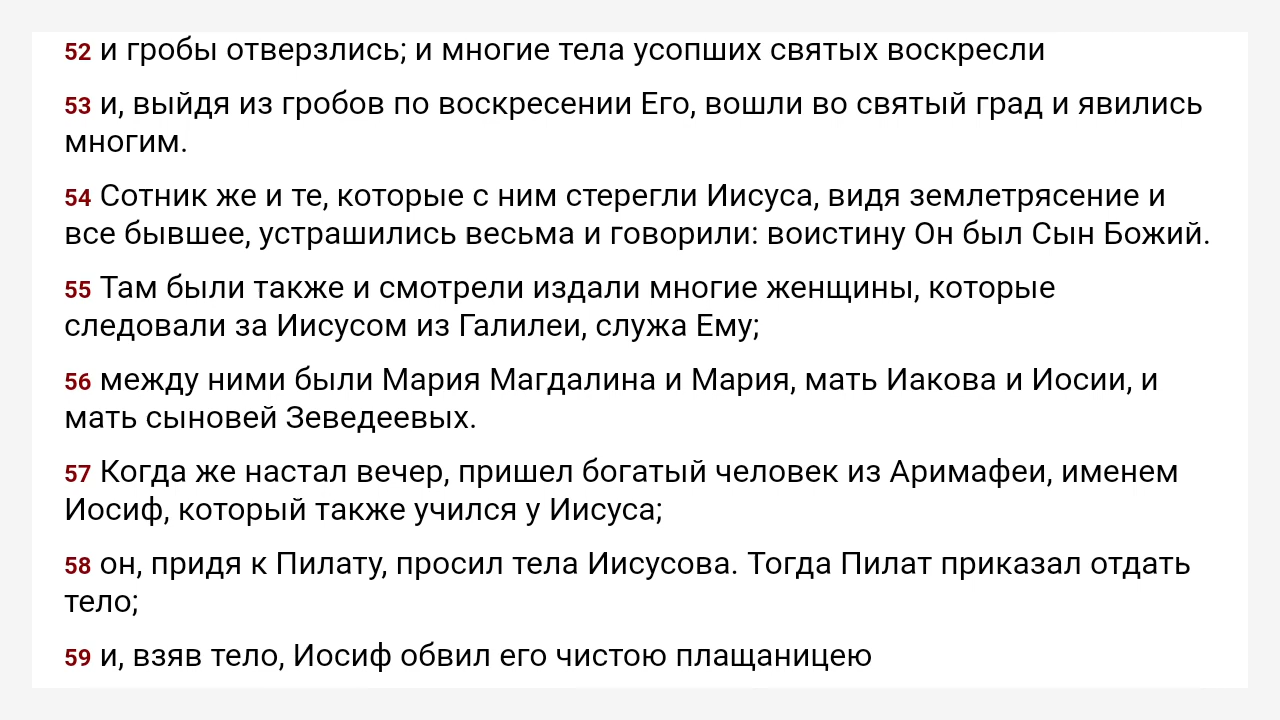 52 и гробы отверзлись; и многие тела усопших святых воскресли
53 и, выйдя из гробов по воскресении Его, вошли во святый град и явились
многим.
54 Сотник же и те, которые с ним стерегли Иисуса, видя землетрясение и
все бывшее, устрашились весьма и говорили: воистину Он был Сын Божий.
55 Там были также и смотрели издали многие женщины, которые
следовали за Иисусом из Галилеи, служа Ему;
56 между ними были Мария Магдалина и Мария, мать Иакова и Иосии, и
мать сыновей Зеведеевых.
57 Когда же настал вечер, пришел богатый человек из Аримафеи, именем
Иосиф, который также учился у Иисуса;
58 он, придя к Пилату, просил тела Иисусова. Тогда Пилат приказал отдать
тело;
59 и, взяв тело, Иосиф обвил его чистою плащаницею